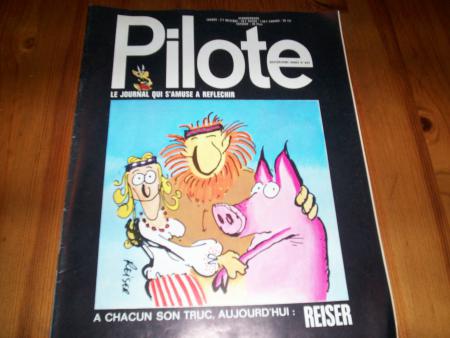 Pilote
LE JOURNAL QUI S'AMUSE A REFLECHIR
REISER
A CHACUN SON TRUC, AUJOURD'HUI : REISER